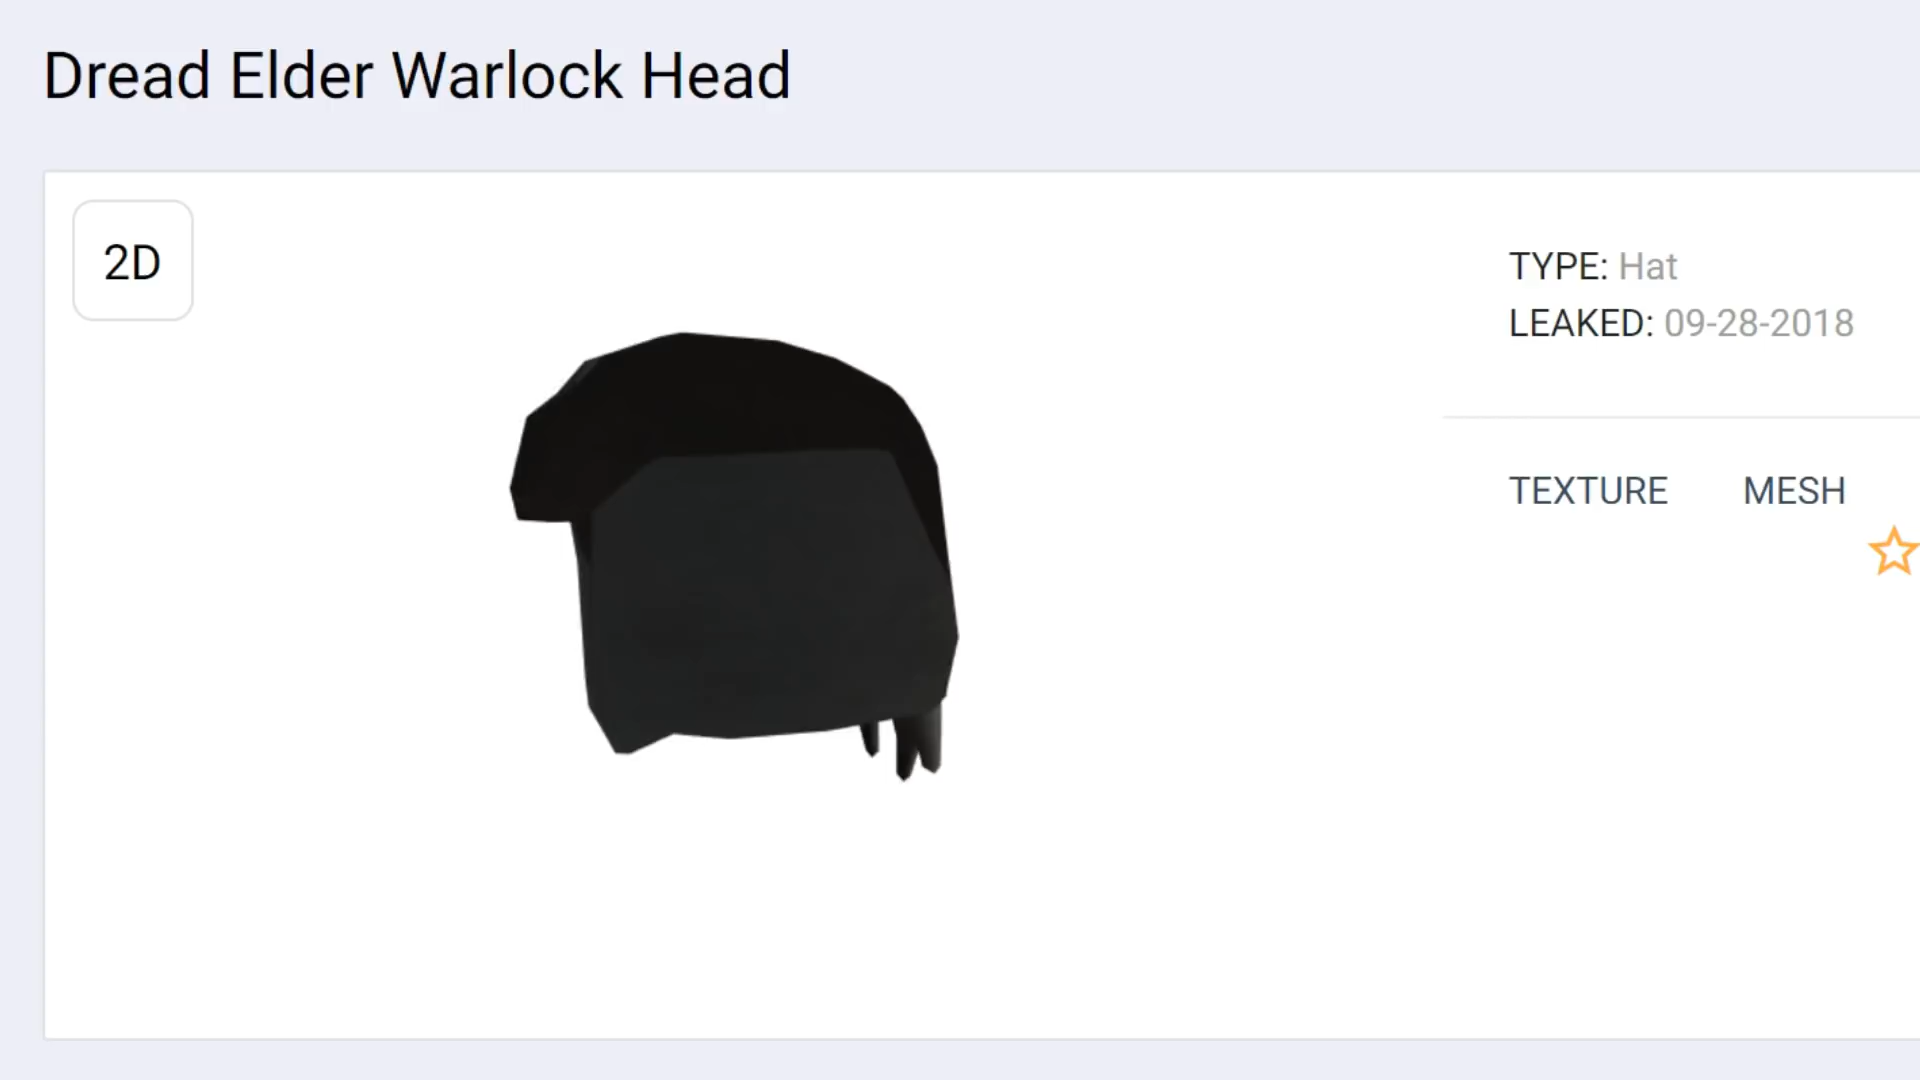 Dread Elder Warlock Head
2D
TYPE: Hat
LEAKED: 09-28-2018
TEXTURE MESH